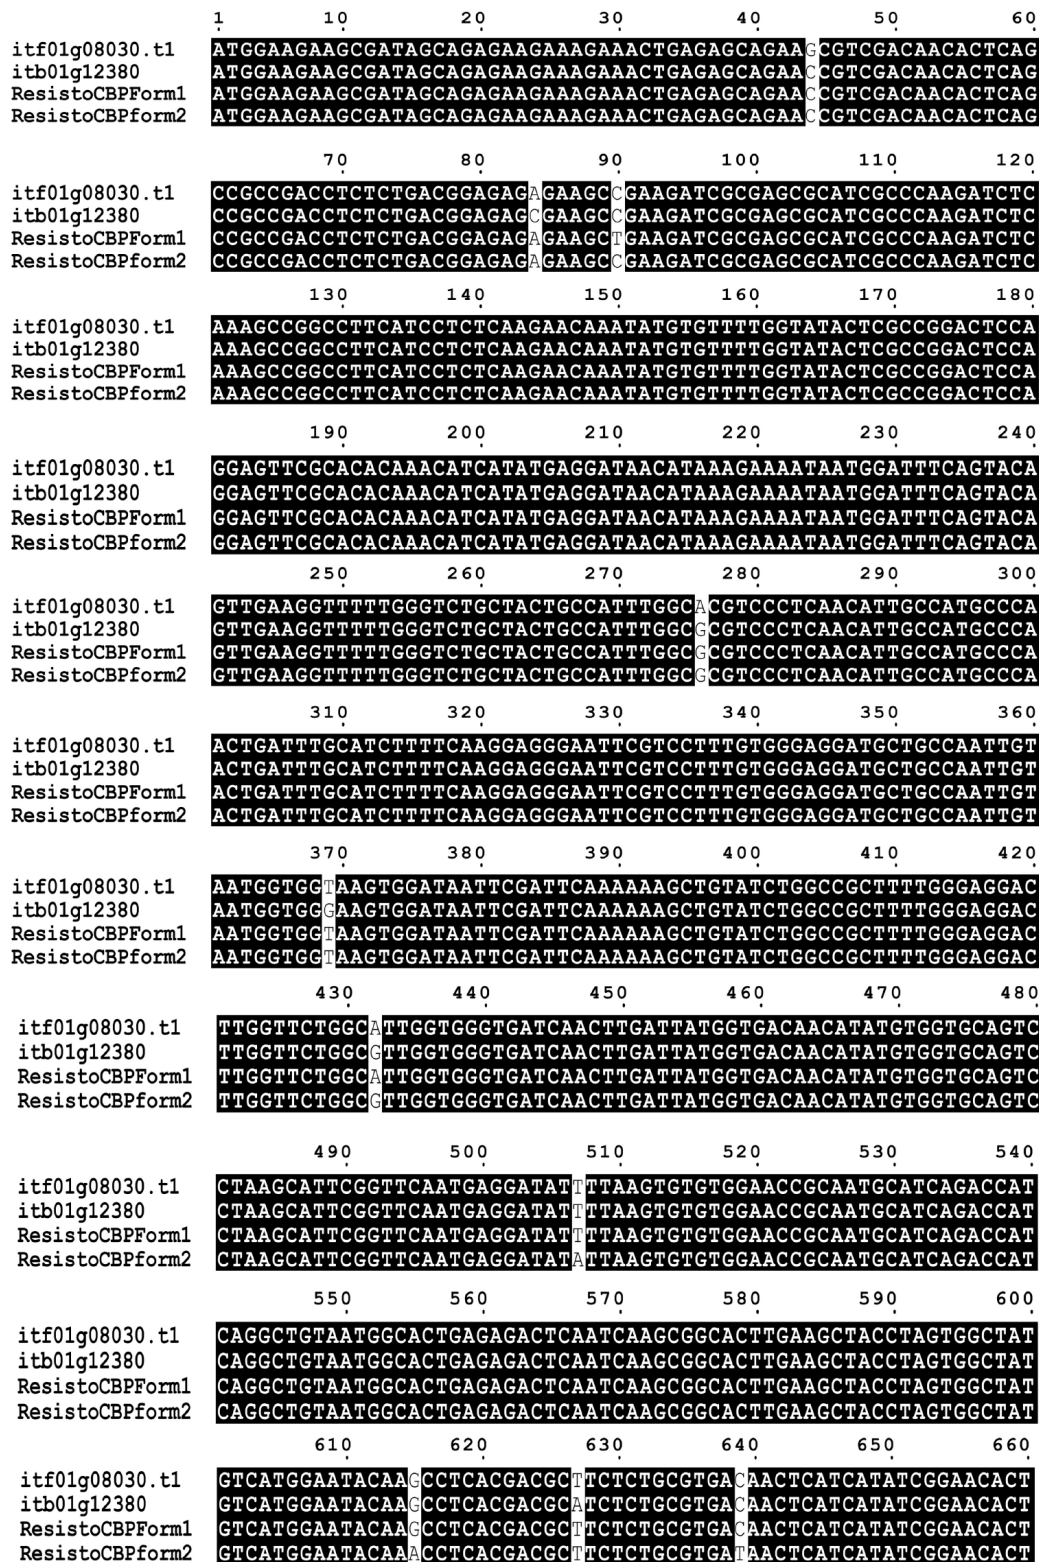 1 10 20 30 40 50 60
itf01g08030.t1 ATGGAAGAAGCGATAGCAGAGAAGAAAGAAACTGAGAGCAGAAGCGTCGACAACACTCAG
itb01g12380 ATGGAAGAAGCGATAGCAGAGAAGAAAGAAACTGAGAGCAGAACCGTCGACAACACTCAG
ResistoCBPForm1 ATGGAAGAAGCGATAGCAGAGAAGAAAGAAACTGAGAGCAGAACCGTCGACAACACTCAG
ResistoCBPform2 ATGGAAGAAGCGATAGCAGAGAAGAAAGAAACTGAGAGCAGAACCGTCGACAACACTCAG
70 80 90 100 110 120
itf01g08030.t1 CCGCCGACCTCTCTGACGGAGAGAGAAGCCGAAGATCGCGAGCGCATCGCCCAAGATCTC
itb01g12380 CCGCCGACCTCTCTGACGGAGAGCGAAGCCGAAGATCGCGAGCGCATCGCCCAAGATCTC
ResistoCBPForm1 CCGCCGACCTCTCTGACGGAGAGAGAAGCTGAAGATCGCGAGCGCATCGCCCAAGATCTC
ResistoCBPform2 CCGCCGACCTCTCTGACGGAGAGAGAAGCCGAAGATCGCGAGCGCATCGCCCAAGATCTC
130 140 150 160 170 180
itf01g08030.t1 AAAGCCGGCCTTCATCCTCTCAAGAACAAATATGTGTTTTGGTATACTCGCCGGACTCCA
itb01g12380 AAAGCCGGCCTTCATCCTCTCAAGAACAAATATGTGTTTTGGTATACTCGCCGGACTCCA
ResistoCBPForm1 AAAGCCGGCCTTCATCCTCTCAAGAACAAATATGTGTTTTGGTATACTCGCCGGACTCCA
ResistoCBPform2 AAAGCCGGCCTTCATCCTCTCAAGAACAAATATGTGTTTTGGTATACTCGCCGGACTCCA
190 200 210 220 230 240
itf01g08030.t1 GGAGTTCGCACACAAACATCATATGAGGATAACATAAAGAAAATAATGGATTTCAGTACA
itb01g12380 GGAGTTCGCACACAAACATCATATGAGGATAACATAAAGAAAATAATGGATTTCAGTACA
ResistoCBPForm1 GGAGTTCGCACACAAACATCATATGAGGATAACATAAAGAAAATAATGGATTTCAGTACA
ResistoCBPform2 GGAGTTCGCACACAAACATCATATGAGGATAACATAAAGAAAATAATGGATTTCAGTACA
250 260 270 280 290 300
itf01g08030.t1 GTTGAAGGTTTTTGGGTCTGCTACTGCCATTTGGCACGTCCCTCAACATTGCCATGCCCA
itb01g12380 GTTGAAGGTTTTTGGGTCTGCTACTGCCATTTGGCGCGTCCCTCAACATTGCCATGCCCA
ResistoCBPForm1 GTTGAAGGTTTTTGGGTCTGCTACTGCCATTTGGCGCGTCCCTCAACATTGCCATGCCCA
ResistoCBPform2 GTTGAAGGTTTTTGGGTCTGCTACTGCCATTTGGCGCGTCCCTCAACATTGCCATGCCCA
310 320 330 340 350 360
itf01g08030.t1 ACTGATTTGCATCTTTTCAAGGAGGGAATTCGTCCTTTGTGGGAGGATGCTGCCAATTGT
itb01g12380 ACTGATTTGCATCTTTTCAAGGAGGGAATTCGTCCTTTGTGGGAGGATGCTGCCAATTGT
ResistoCBPForm1 ACTGATTTGCATCTTTTCAAGGAGGGAATTCGTCCTTTGTGGGAGGATGCTGCCAATTGT
ResistoCBPform2 ACTGATTTGCATCTTTTCAAGGAGGGAATTCGTCCTTTGTGGGAGGATGCTGCCAATTGT
370 380 390 400 410 420
itf01g08030.t1 AATGGTGGTAAGTGGATAATTCGATTCAAAAAAGCTGTATCTGGCCGCTTTTGGGAGGAC
itb01g12380 AATGGTGGGAAGTGGATAATTCGATTCAAAAAAGCTGTATCTGGCCGCTTTTGGGAGGAC
ResistoCBPForm1 AATGGTGGTAAGTGGATAATTCGATTCAAAAAAGCTGTATCTGGCCGCTTTTGGGAGGAC
ResistoCBPform2 AATGGTGGTAAGTGGATAATTCGATTCAAAAAAGCTGTATCTGGCCGCTTTTGGGAGGAC
430 440 450 460 470 480
itf01g08030.t1 TTGGTTCTGGCATTGGTGGGTGATCAACTTGATTATGGTGACAACATATGTGGTGCAGTC
itb01g12380 TTGGTTCTGGCGTTGGTGGGTGATCAACTTGATTATGGTGACAACATATGTGGTGCAGTC
ResistoCBPForm1 TTGGTTCTGGCATTGGTGGGTGATCAACTTGATTATGGTGACAACATATGTGGTGCAGTC
ResistoCBPform2 TTGGTTCTGGCGTTGGTGGGTGATCAACTTGATTATGGTGACAACATATGTGGTGCAGTC
490 500 510 520 530 540
itf01g08030.t1 CTAAGCATTCGGTTCAATGAGGATATTTTAAGTGTGTGGAACCGCAATGCATCAGACCAT
itb01g12380 CTAAGCATTCGGTTCAATGAGGATATTTTAAGTGTGTGGAACCGCAATGCATCAGACCAT
ResistoCBPForm1 CTAAGCATTCGGTTCAATGAGGATATTTTAAGTGTGTGGAACCGCAATGCATCAGACCAT
ResistoCBPform2 CTAAGCATTCGGTTCAATGAGGATATATTAAGTGTGTGGAACCGCAATGCATCAGACCAT
550 560 570 580 590 600
itf01g08030.t1 CAGGCTGTAATGGCACTGAGAGACTCAATCAAGCGGCACTTGAAGCTACCTAGTGGCTAT
itb01g12380 CAGGCTGTAATGGCACTGAGAGACTCAATCAAGCGGCACTTGAAGCTACCTAGTGGCTAT
ResistoCBPForm1 CAGGCTGTAATGGCACTGAGAGACTCAATCAAGCGGCACTTGAAGCTACCTAGTGGCTAT
ResistoCBPform2 CAGGCTGTAATGGCACTGAGAGACTCAATCAAGCGGCACTTGAAGCTACCTAGTGGCTAT
610 620 630 640 650 660
itf01g08030.t1 GTCATGGAATACAAGCCTCACGACGCTTCTCTGCGTGACAACTCATCATATCGGAACACT
itb01g12380 GTCATGGAATACAAGCCTCACGACGCATCTCTGCGTGACAACTCATCATATCGGAACACT
ResistoCBPForm1 GTCATGGAATACAAGCCTCACGACGCTTCTCTGCGTGACAACTCATCATATCGGAACACT
ResistoCBPform2 GTCATGGAATACAAACCTCACGACGCTTCTCTGCGTGATAACTCATCATATCGGAACACT